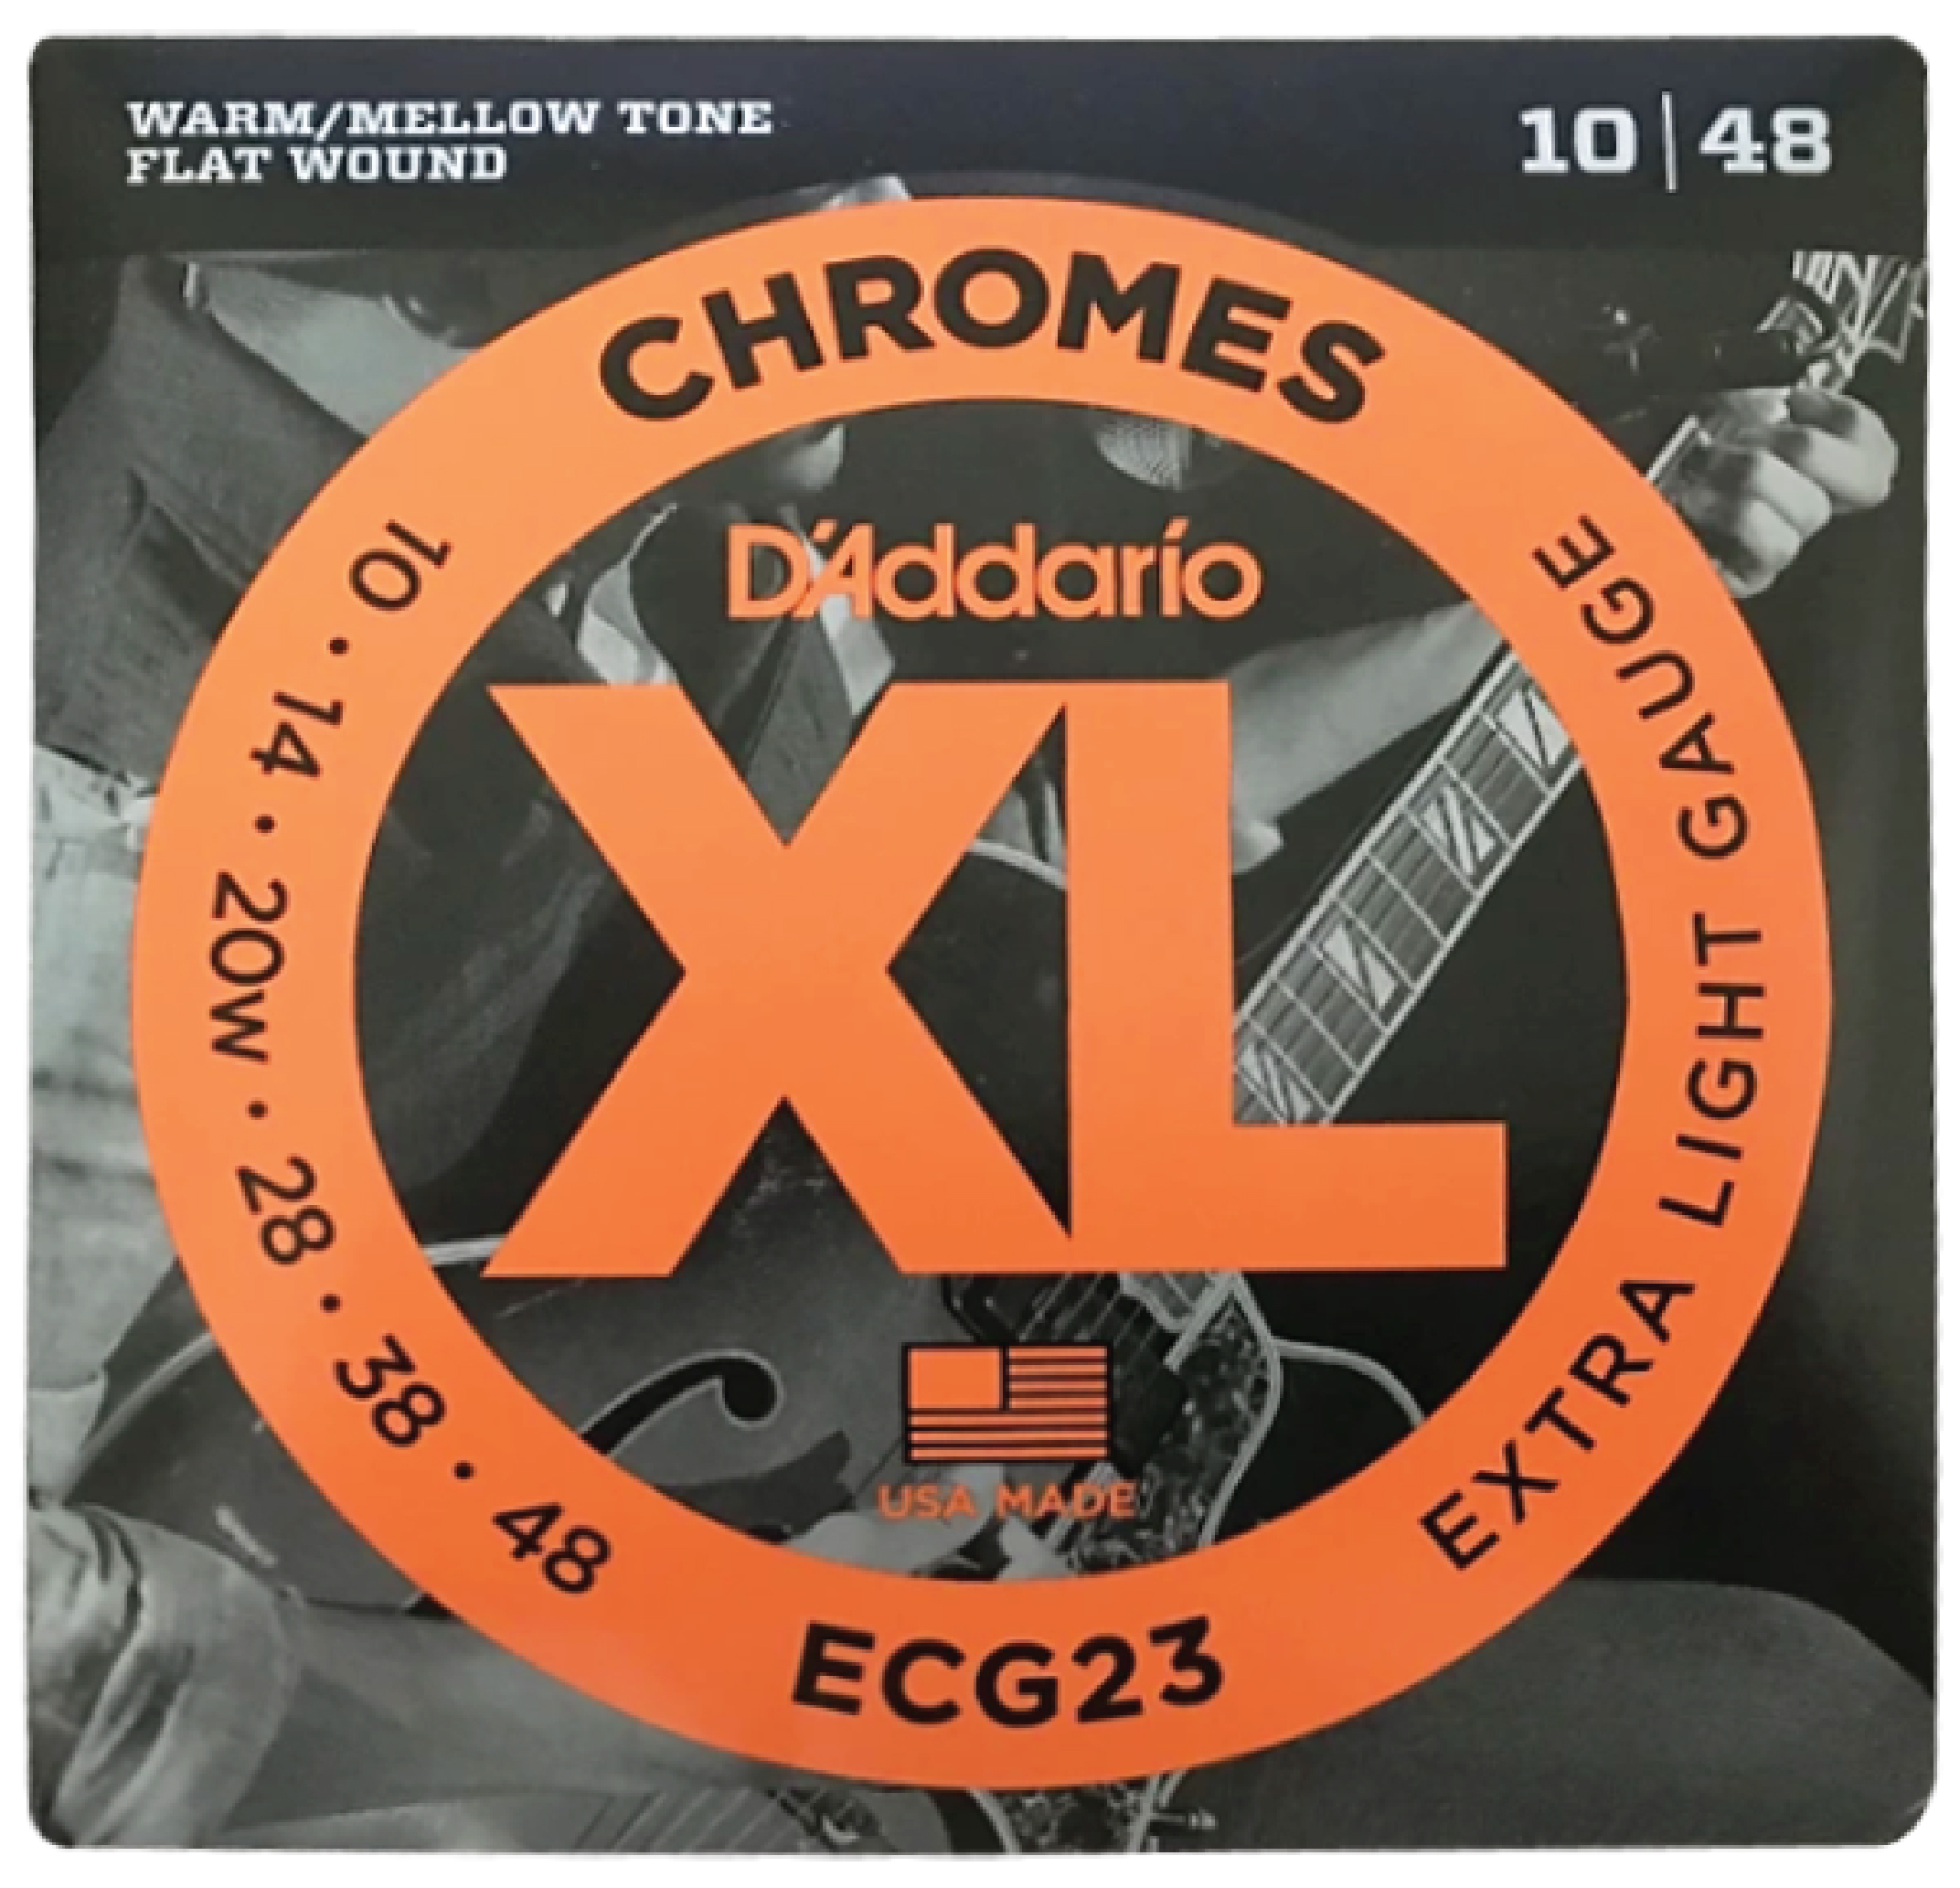 WARM/MELLOW TONE
FLAT WOUND
10|48
CHROMES
D'Addario
XL
10 · 14 · 20W · 28 · 38 · 48
EXTRA LIGHT GAUGE
USA MADE
ECG23